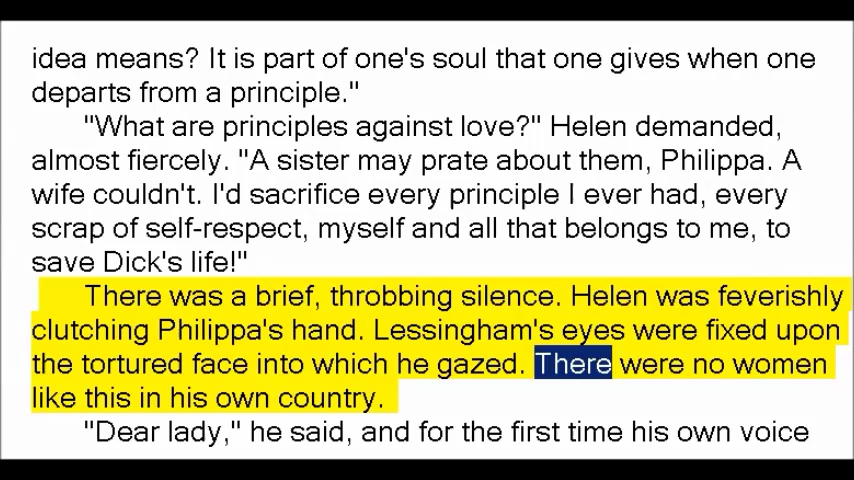 idea means? It is part of one's soul that one gives when one
departs from a principle."
"What are principles against love?" Helen demanded,
almost fiercely. "A sister may prate about them, Philippa. A
wife couldn't. I'd sacrifice every principle I ever had, every
scrap of self-respect, myself and all that belongs to me, to
save Dick's life!"
There was a brief, throbbing silence. Helen was feverishly
clutching Philippa's hand. Lessingham's eyes were fixed upon
the tortured face into which he gazed. There were no women
like this in his own country.
"Dear lady," he said, and for the first time his own voice